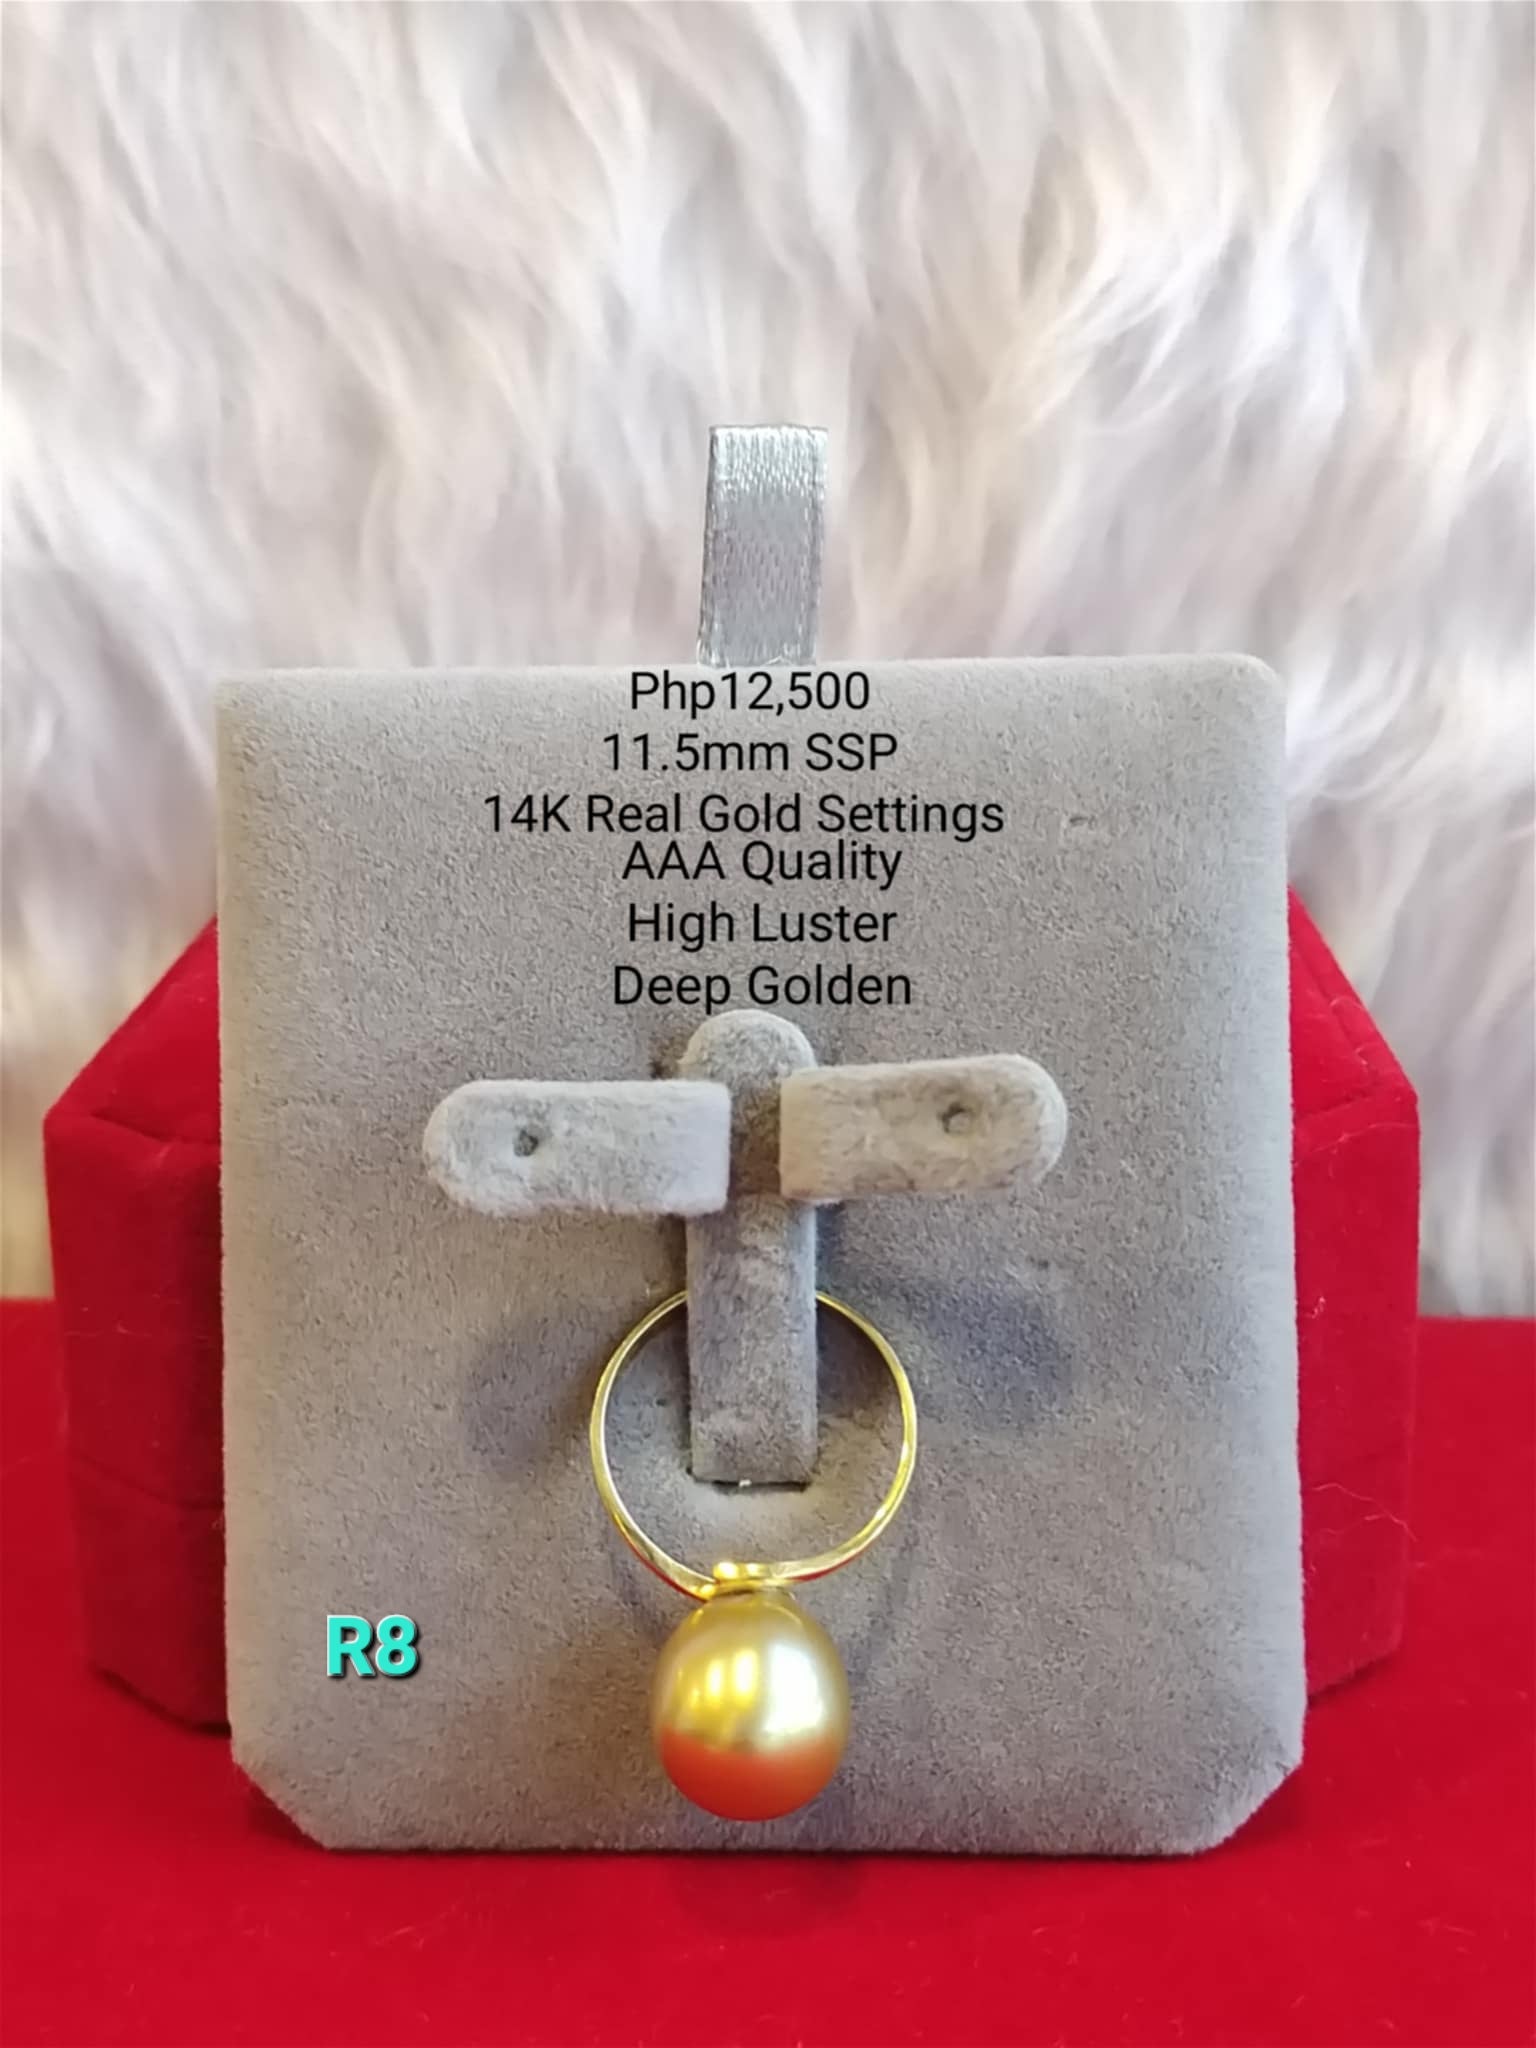 Php12,500
11.5mm SSP
14K Real Gold Settings
AAA Quality
High Luster
Deep Golden
R8